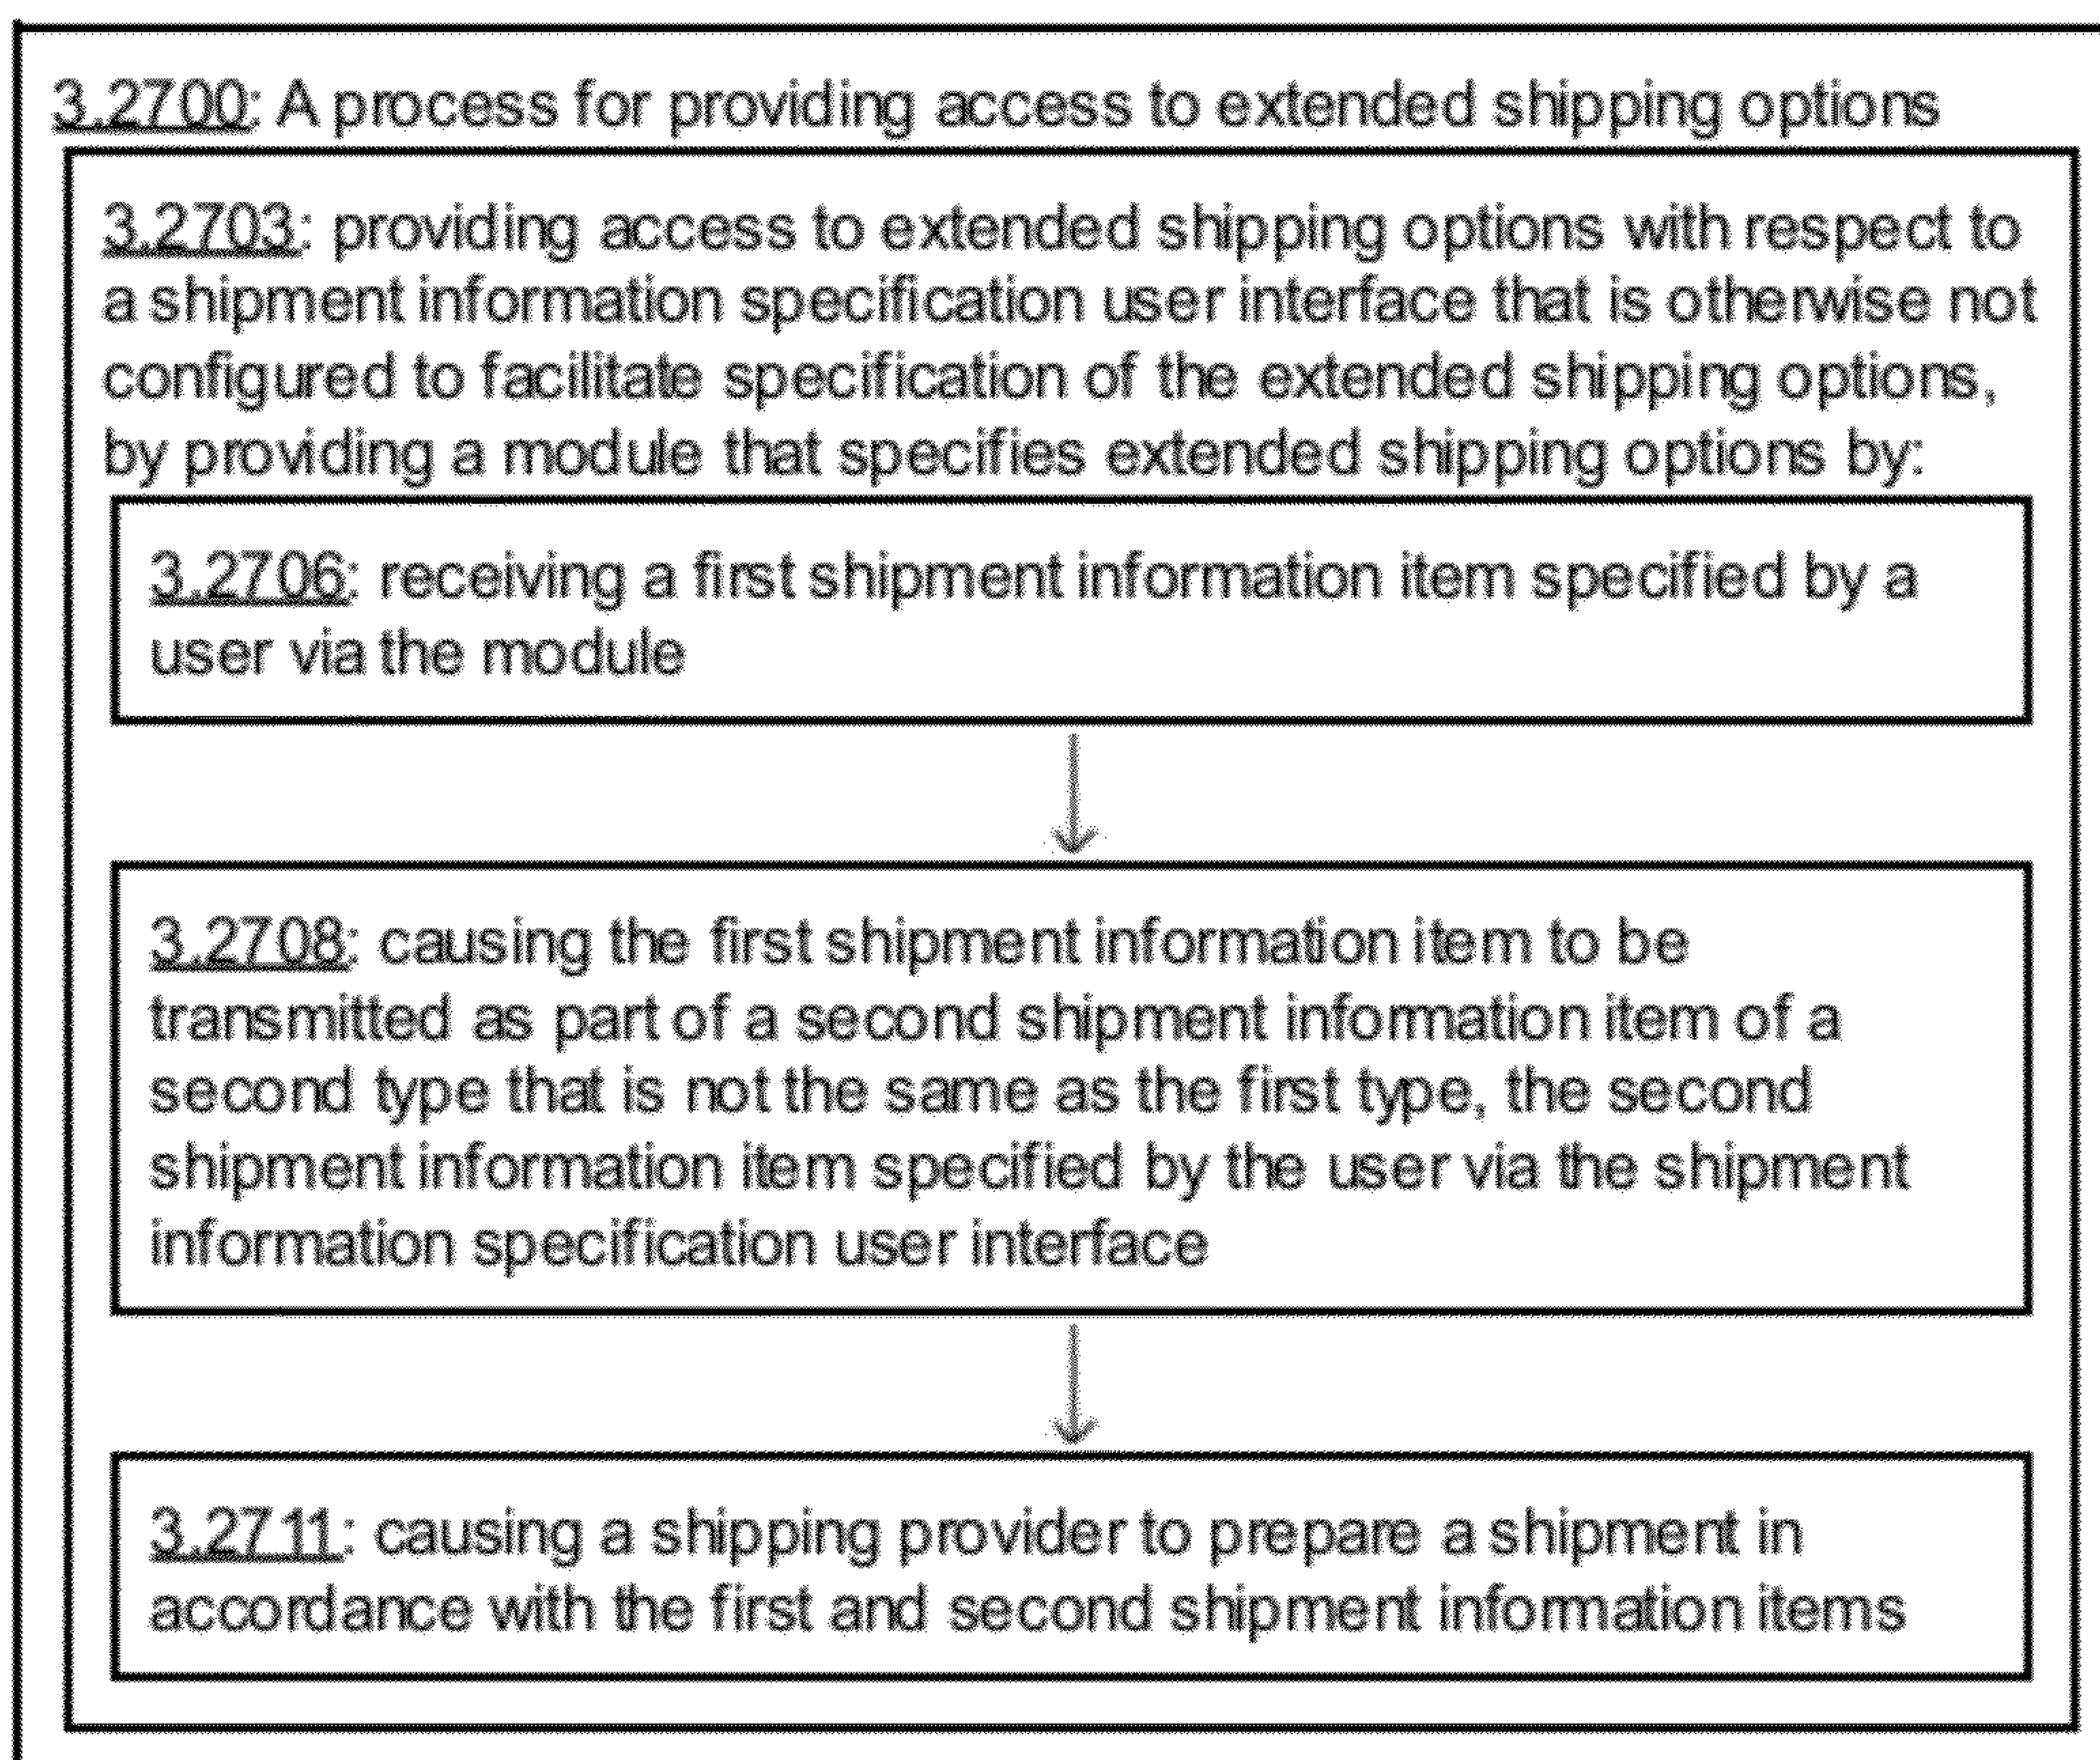 3.2700: A process for providing access to extended shipping options
3.2703: providing access to extended shipping options with respect to
a shipment information specification user interface that is otherwise not
configured to facilitate specification of the extended shipping options,
by providing a module that specifies extended shipping options by:
3.2706: receiving a first shipment information item specified by a
user via the module
3.2708: causing the first shipment information item to be
transmitted as part of a second shipment information item of a
second type that is not the same as the first type, the second
shipment information item specified by the user via the shipment
information specification user interface
3.2711: causing a shipping provider to prepare a shipment in
accordance with the first and second shipment information items